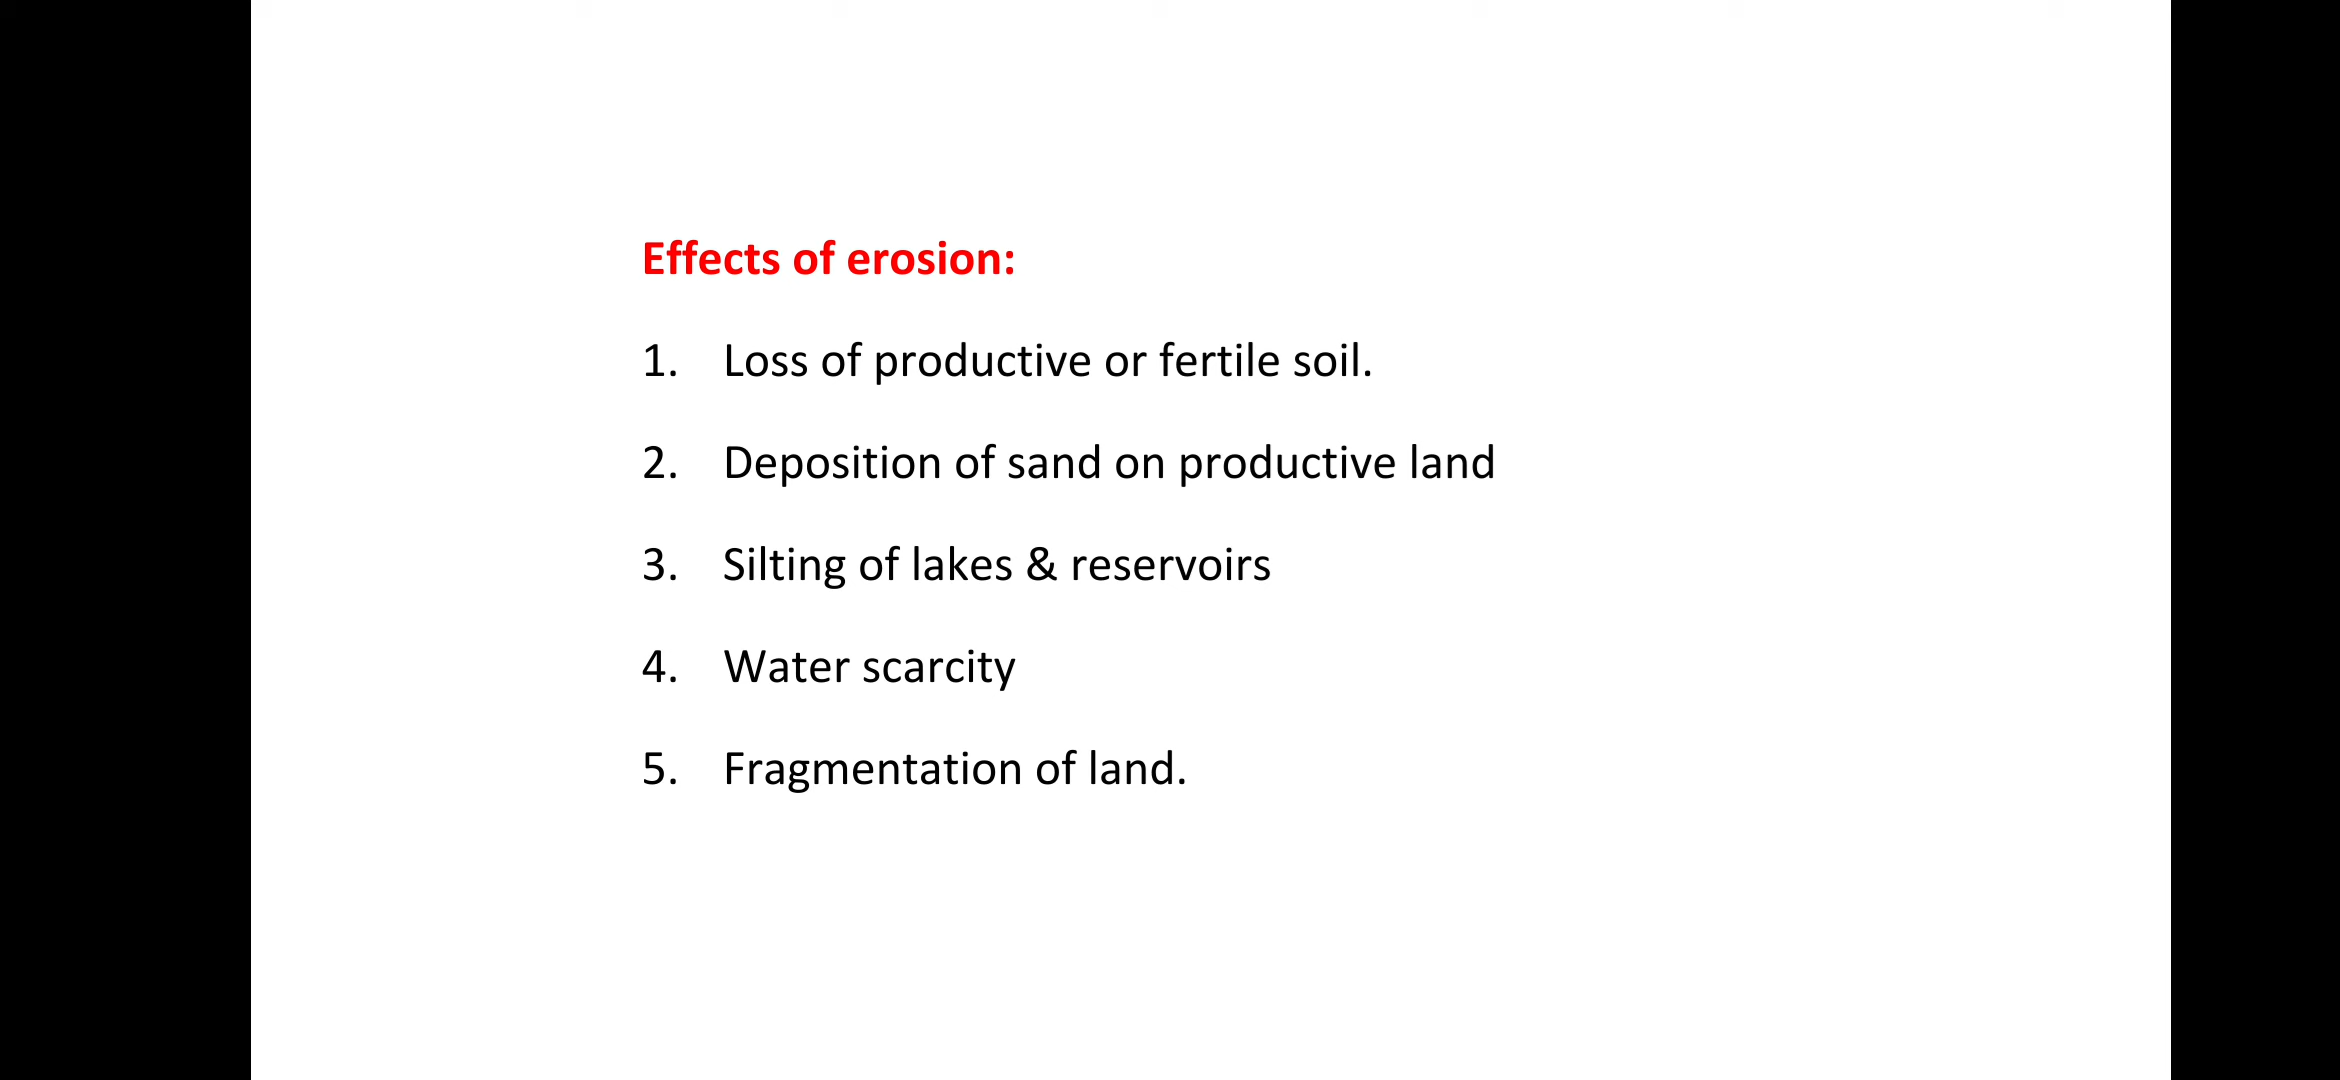 Effects of erosion:
1. Loss of productive or fertile soil.
2. Deposition of sand on productive land
3. Silting of lakes & reservoirs
4. Water scarcity
5. Fragmentation of land.